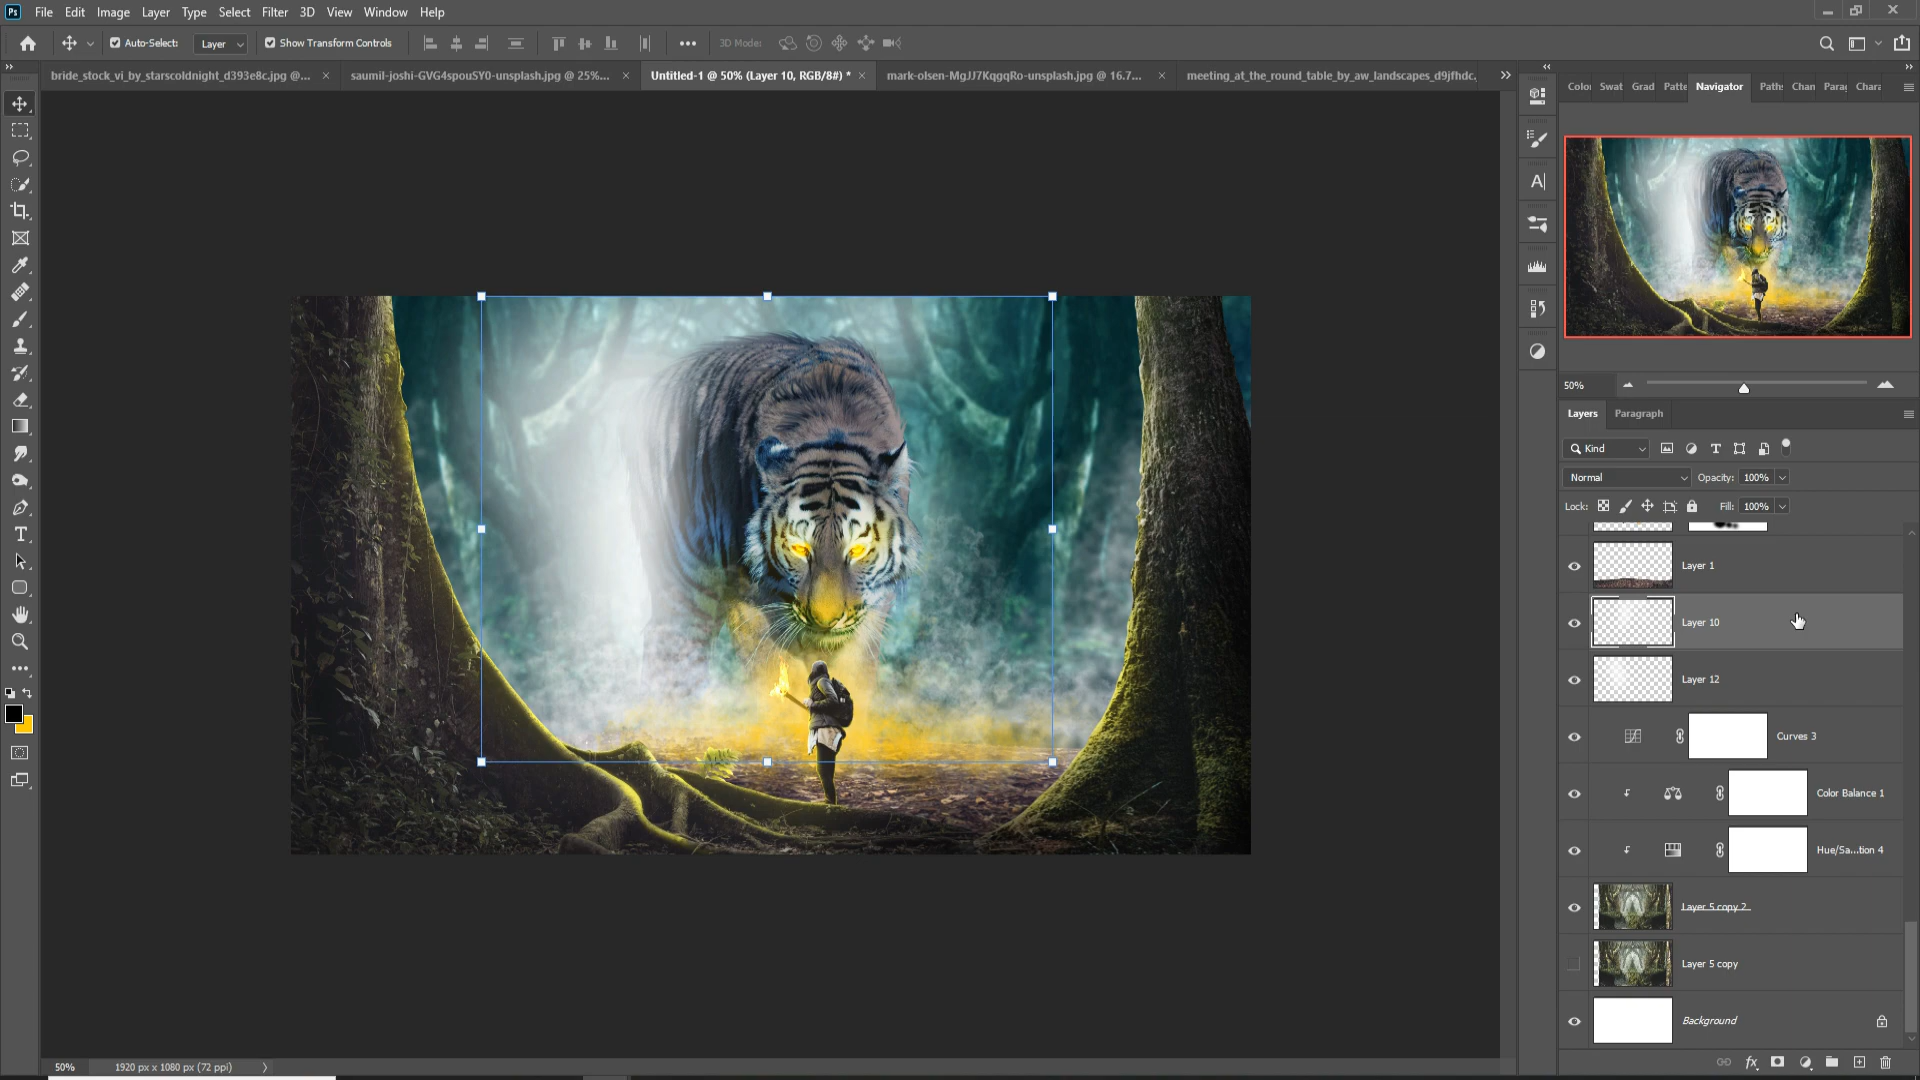 Ps File Edit Image Layer Type Select Filter 3D View Window Help
Auto-Select: Layer Show Transform Controls 3D Mode:
bride_stock_vi_by_starscoldnight_d393e8c.jpg @... × saumil-joshi-GVG4spouSY0-unsplash.jpg @ 25%... × Untitled-1 @ 50% (Layer 10, RGB/8#) * × mark-olsen-MgJJ7KqgqRo-unsplash.jpg @ 16.7... × meeting_at_the_round_table_by_aw_landscapes_d9jfhdc.
Color Swat Grad Patte Navigator Paths Chan Parag Chara
50%
Layers Paragraph
Kind
Normal Opacity: 100%
Lock: Fill: 100%
Layer 1
Layer 10
Layer 12
Curves 3
Color Balance 1
Hue/Sa...tion 4
Layer 5 copy 2
Layer 5 copy
Background
50% 1920 px x 1080 px (72 ppi)